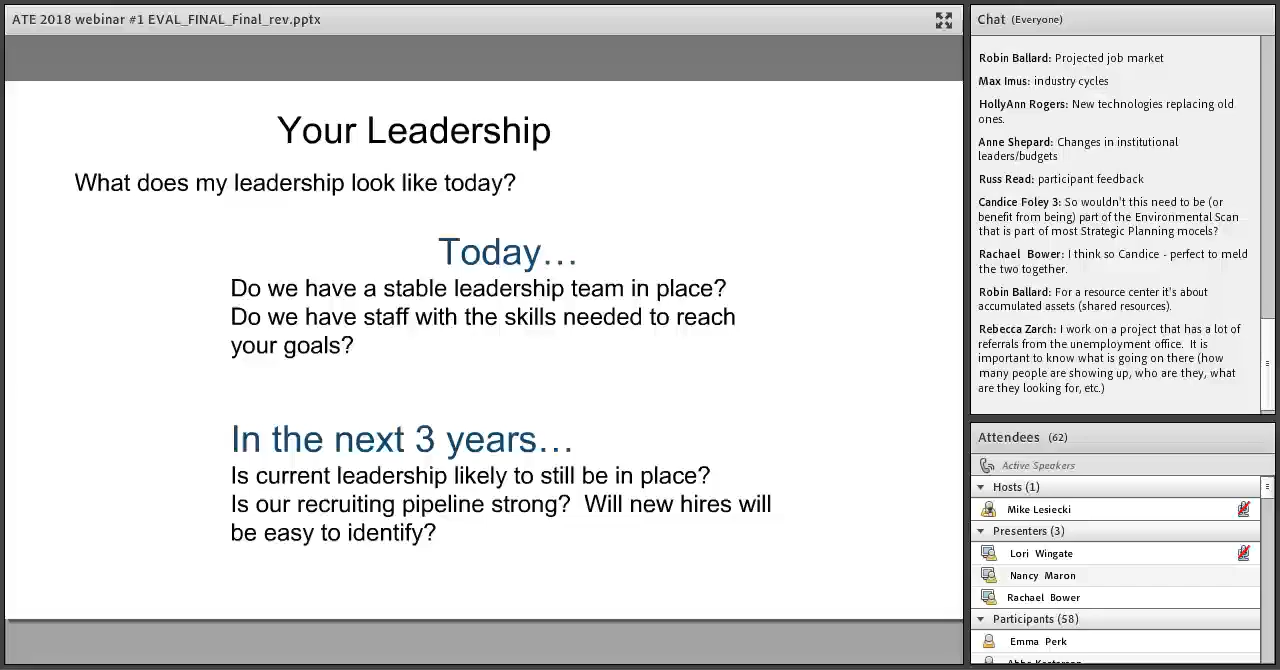 ATE 2018 webinar #1 EVAL_FINAL_Final_rev.pptx
Your Leadership
What does my leadership look like today?
Today…
Do we have a stable leadership team in place?
Do we have staff with the skills needed to reach
your goals?
In the next 3 years…
Is current leadership likely to still be in place?
Is our recruiting pipeline strong?  Will new hires will
be easy to identify?
Chat (Everyone)
Robin Ballard: Projected job market
Max Imus: industry cycles
HollyAnn Rogers: New technologies replacing old
ones.
Anne Shepard: Changes in institutional
leaders/budgets
Russ Read: participant feedback
Candice Foley 3: So wouldn't this need to be (or
benefit from being) part of the Environmental Scan
that is part of most Strategic Planning mocels?
Rachael Bower: I think so Candice - perfect to meld
the two together.
Robin Ballard: For a resource center it's about
accumulated assets (shared resources).
Rebecca Zarch: I work on a project that has a lot of
referrals from the unemployment office.  It is
important to know what is going on there (how
many people are showing up, who are they, what
are they looking for, etc.)
Attendees (62)
Active Speakers
Hosts (1)
Mike Lesiecki
Presenters (3)
Lori Wingate
Nancy Maron
Rachael Bower
Participants (58)
Emma Perk